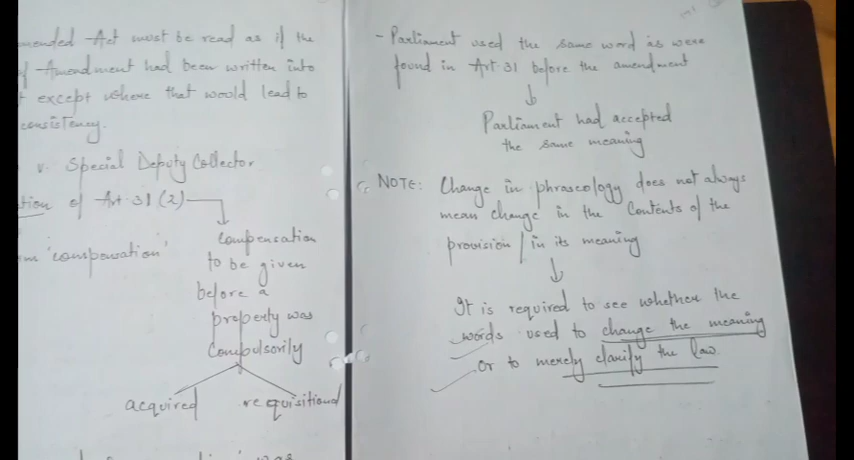 mended Act must be read as if the
f Amendment had been written into
except where that would lead to
consistency.
v. Special Deputy Collector
tion of Art. 31 (2)
m 'compensation'
Compensation
to be given
before a
property was
Compulsorily
acquired requisitiond
- Parliament used the same word as were
found in Art. 31 before the amendment
Parliament had accepted
the same meaning
NOTE: Change in phraseology does not always
mean change in the Contents of the
provision / in its meaning
It is required to see whether the
words used to change the meaning
or to merely clarify the law.